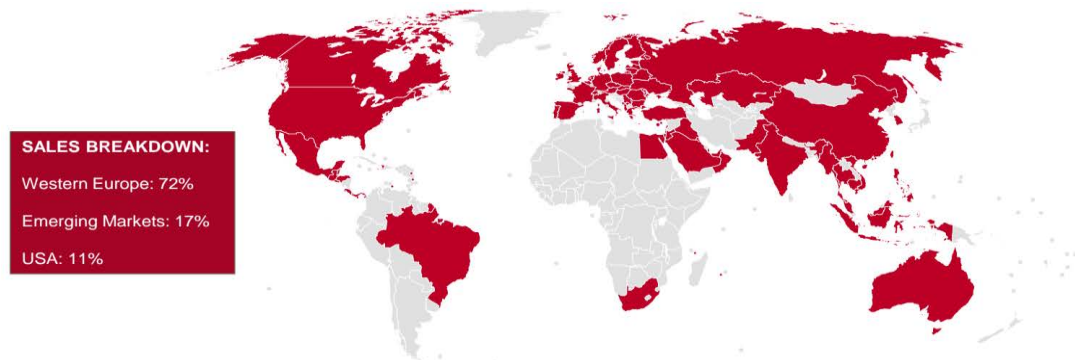 SALES BREAKDOWN:
Western Europe: 72%
Emerging Markets: 17%
USA: 11%